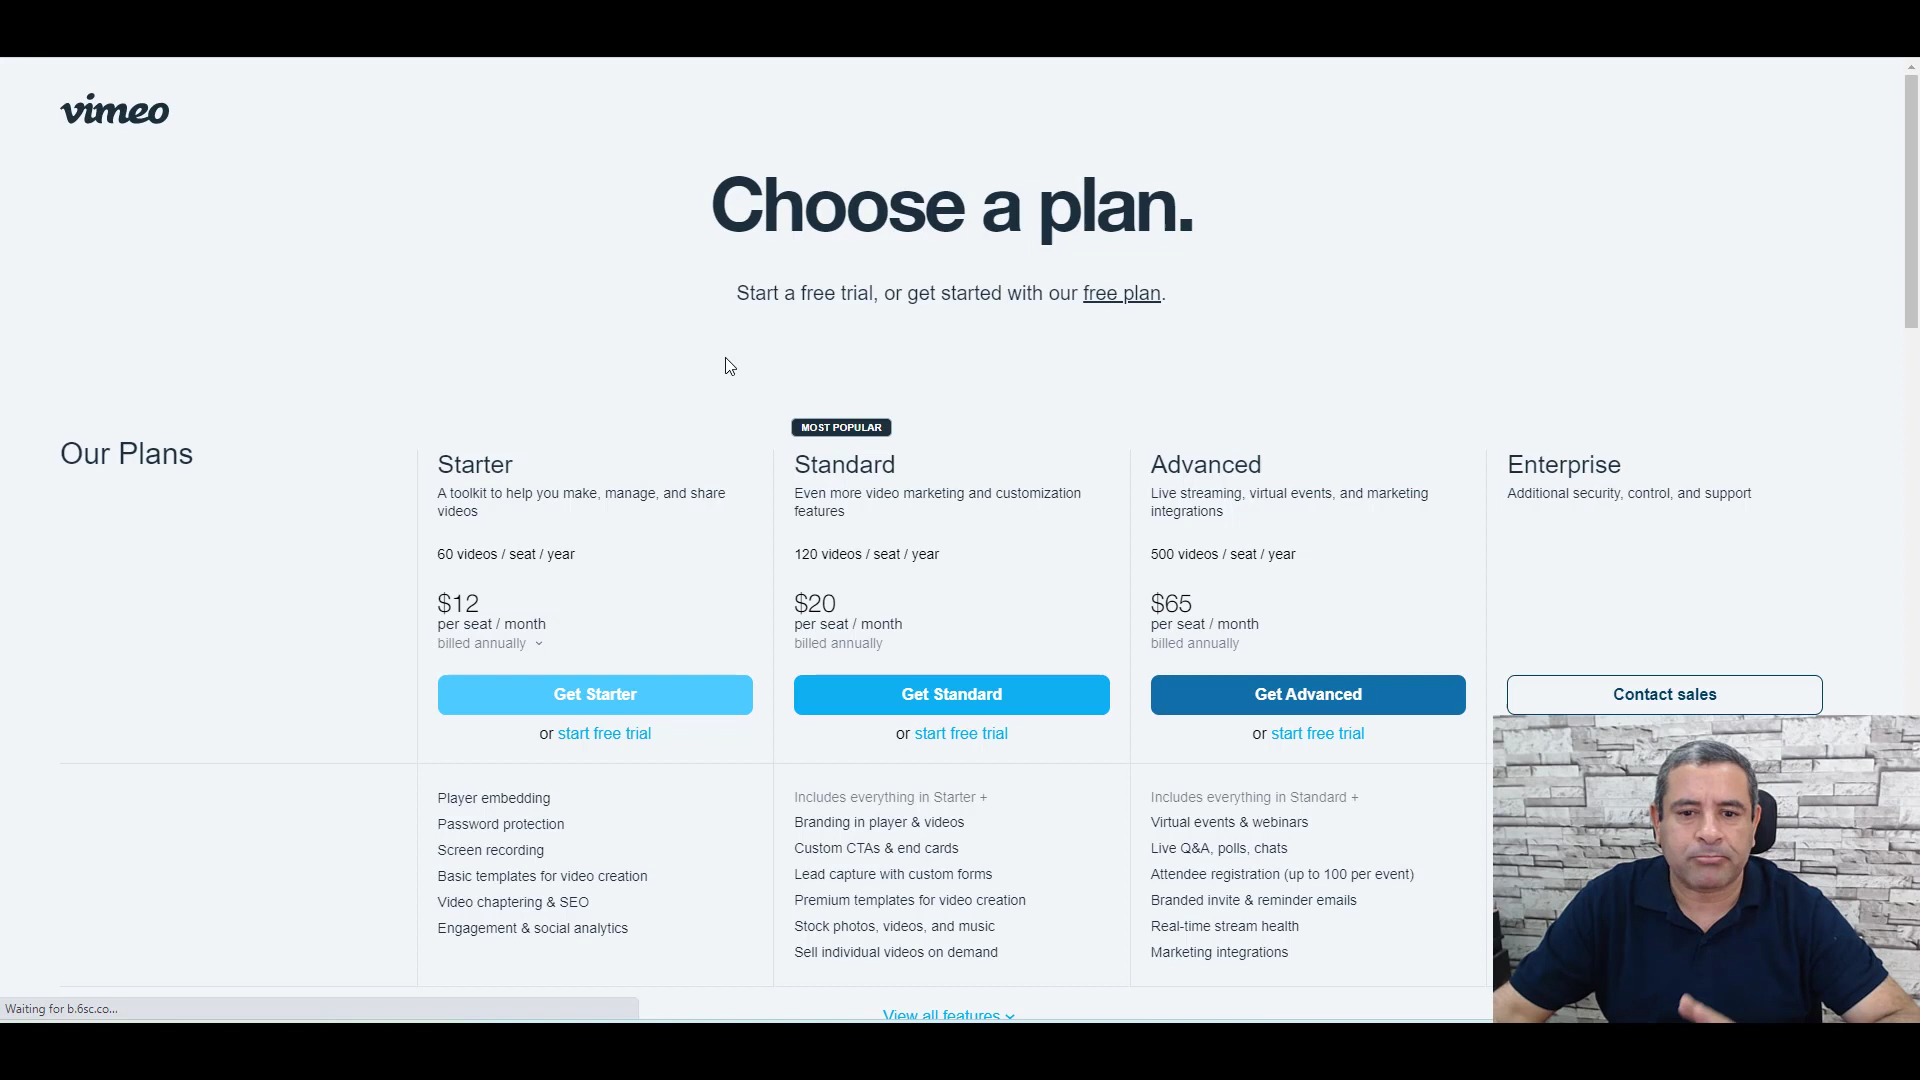 vimeo
Choose a plan.
Start a free trial, or get started with our free plan.
Our Plans
Starter
A toolkit to help you make, manage, and share
videos
60 videos / seat / year
$12
per seat / month
billed annually
Get Starter
or start free trial
Player embedding
Password protection
Screen recording
Basic templates for video creation
Video chaptering & SEO
Engagement & social analytics
MOST POPULAR
Standard
Even more video marketing and customization
features
120 videos / seat / year
$20
per seat / month
billed annually
Get Standard
or start free trial
Includes everything in Starter +
Branding in player & videos
Custom CTAs & end cards
Lead capture with custom forms
Premium templates for video creation
Stock photos, videos, and music
Sell individual videos on demand
Advanced
Live streaming, virtual events, and marketing
integrations
500 videos / seat / year
$65
per seat / month
billed annually
Get Advanced
or start free trial
Includes everything in Standard +
Virtual events & webinars
Live Q&A, polls, chats
Attendee registration (up to 100 per event)
Branded invite & reminder emails
Real-time stream health
Marketing integrations
Enterprise
Additional security, control, and support
Contact sales
View all features
Waiting for b.6sc.co...